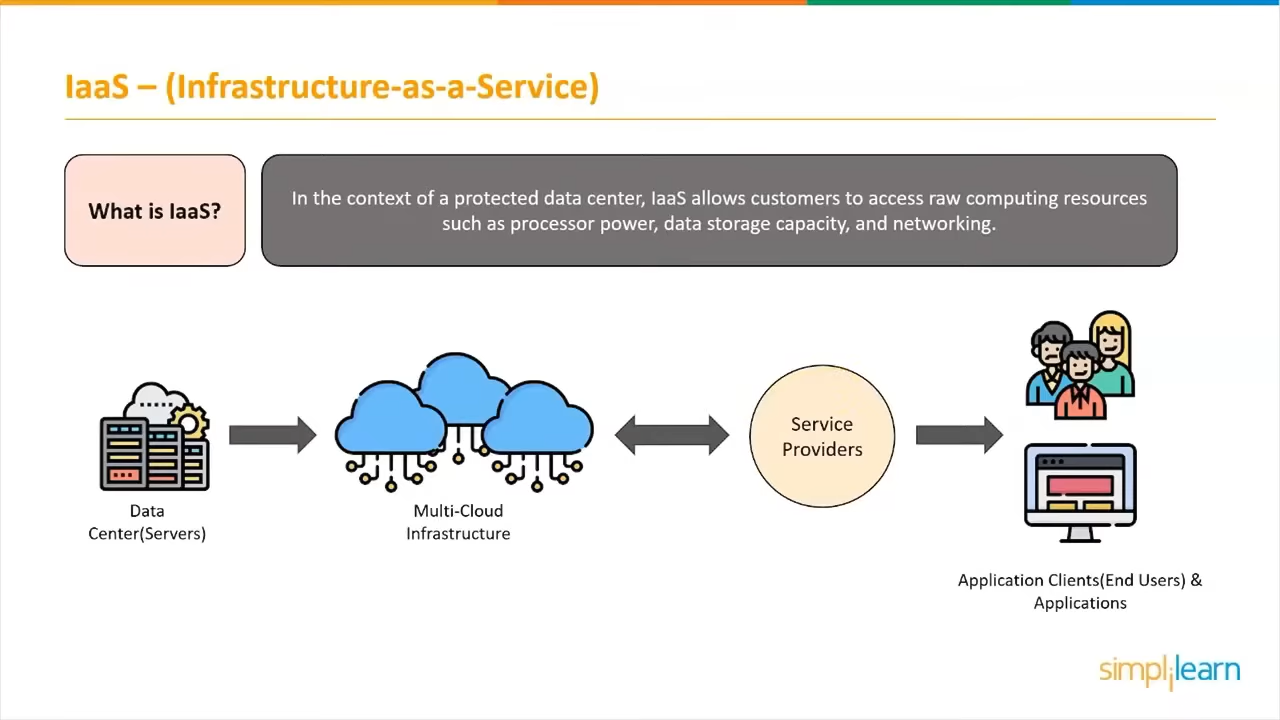 IaaS – (Infrastructure-as-a-Service)
What is IaaS?
In the context of a protected data center, IaaS allows customers to access raw computing resources
such as processor power, data storage capacity, and networking.
Data
Center(Servers)
Multi-Cloud
Infrastructure
Service
Providers
Application Clients(End Users) &
Applications
simplilearn